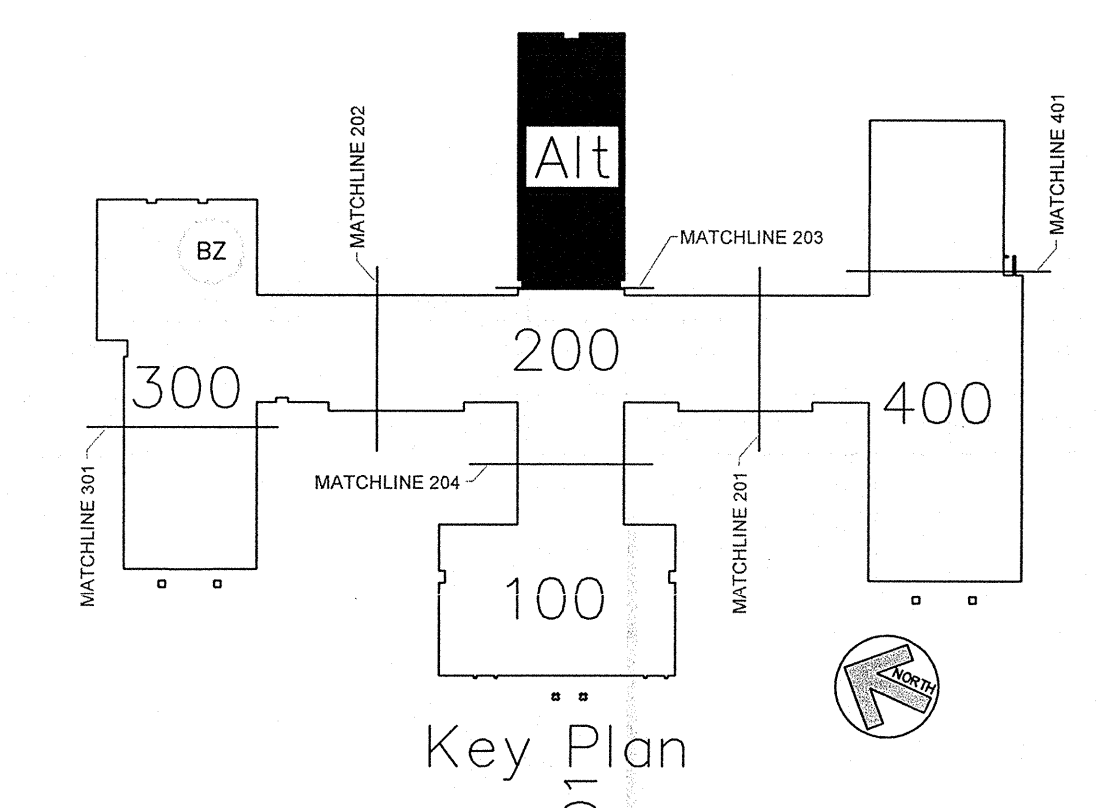 Alt
MATCHLINE 202
MATCHLINE 401
MATCHLINE 203
BZ
200
300
400
MATCHLINE 204
MATCHLINE 301
MATCHLINE 201
100
NORTH
Key Plan